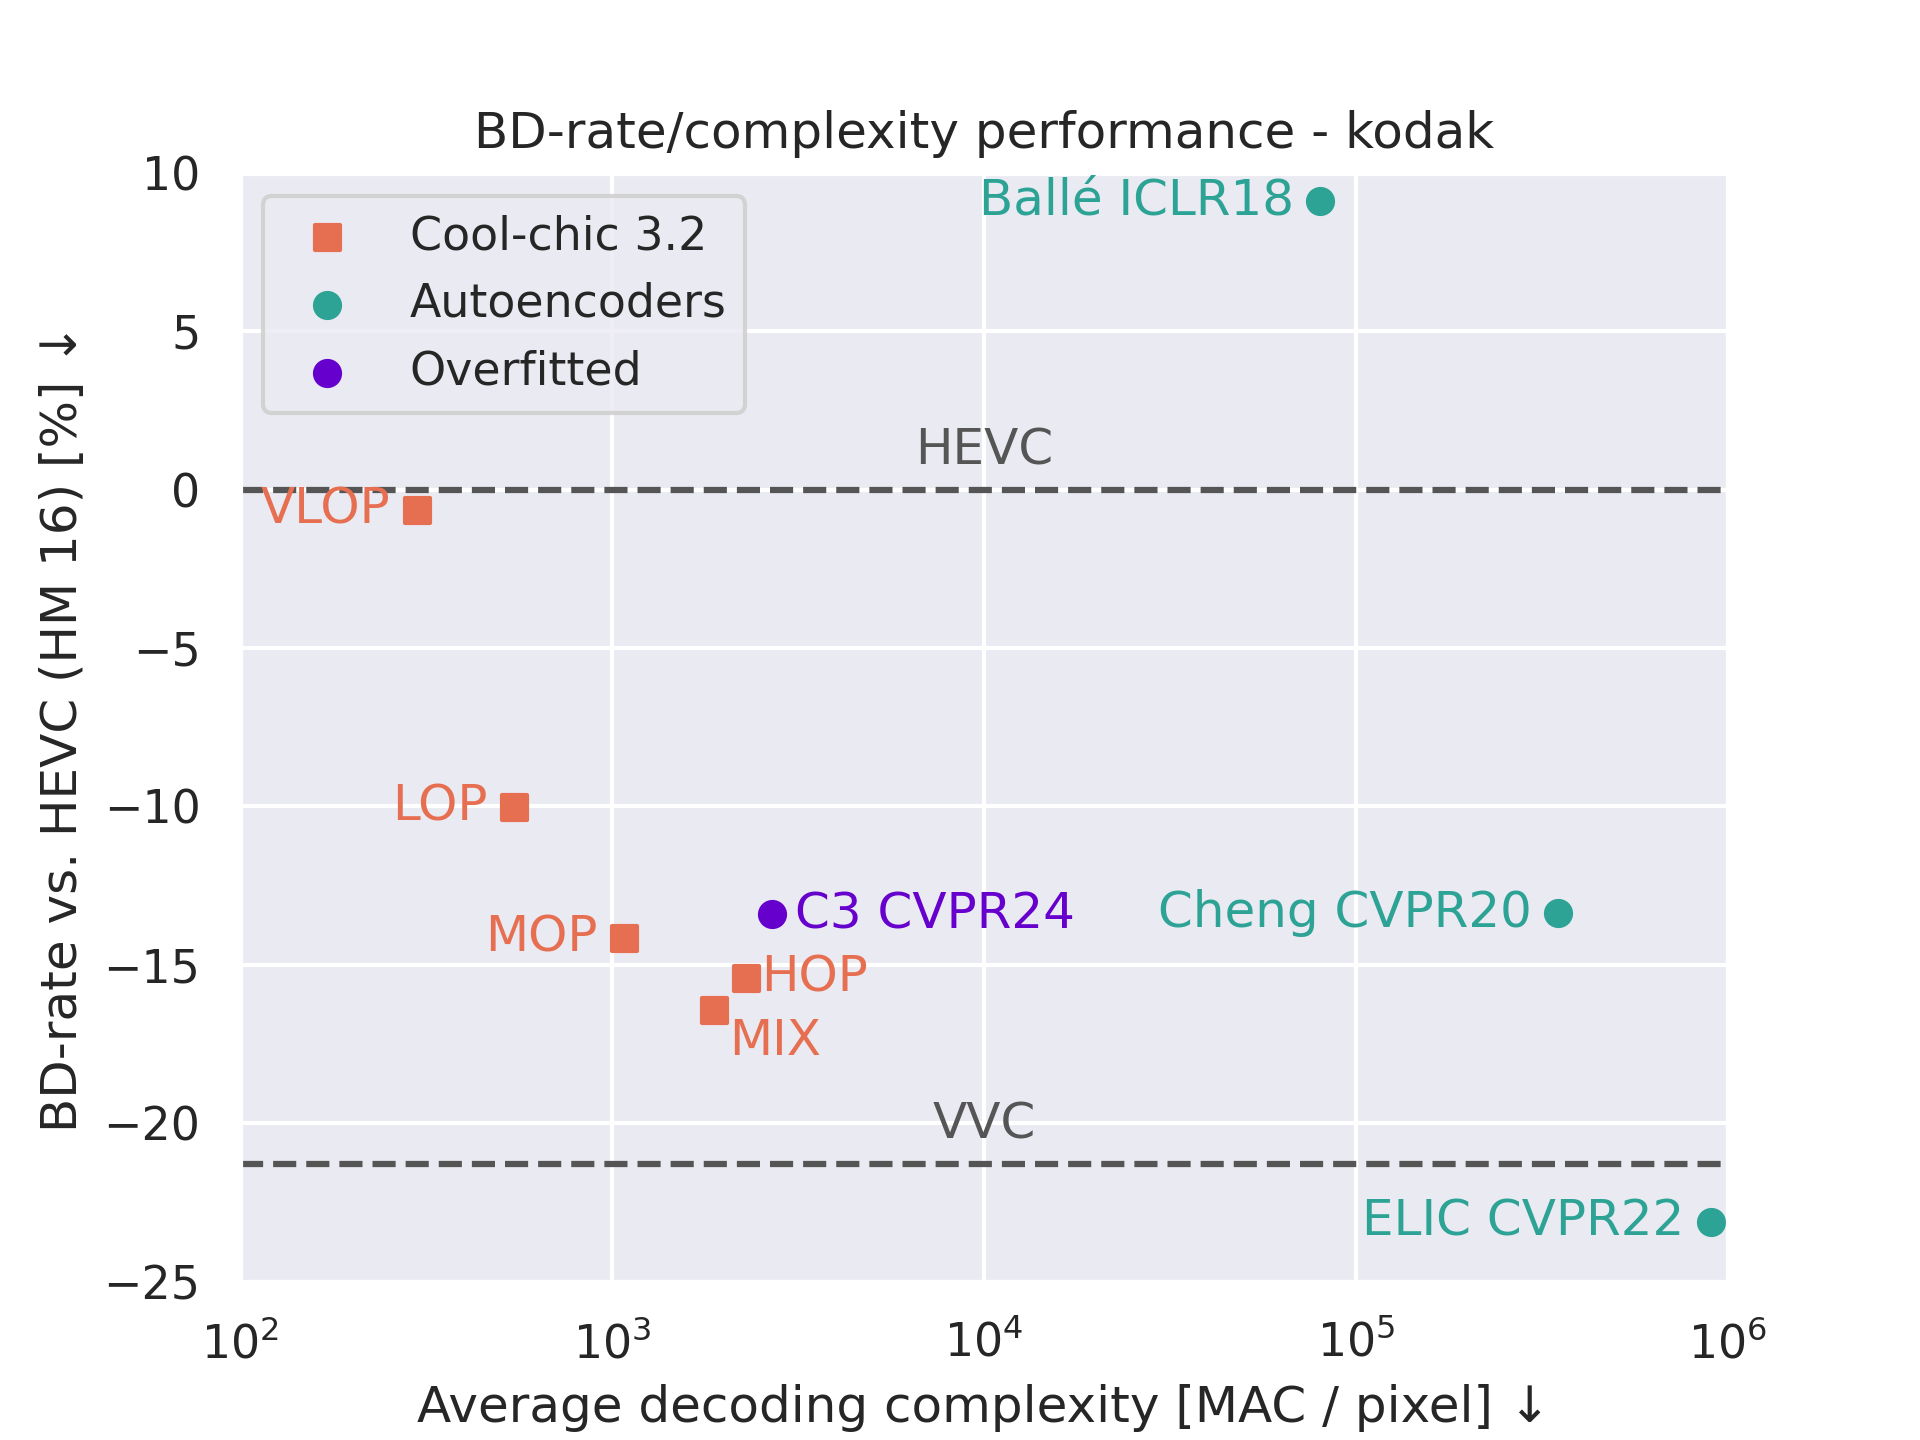 BD-rate/complexity performance - kodak
10
5
0
−5
−10
−15
−20
−25
BD-rate vs. HEVC (HM 16) [%] ↓
Cool-chic 3.2
Autoencoders
Overfitted
Ballé ICLR18
HEVC
VLOP
LOP
C3 CVPR24
Cheng CVPR20
MOP
HOP
MIX
VVC
ELIC CVPR22
10²
10³
10⁴
10⁵
10⁶
Average decoding complexity [MAC / pixel] ↓